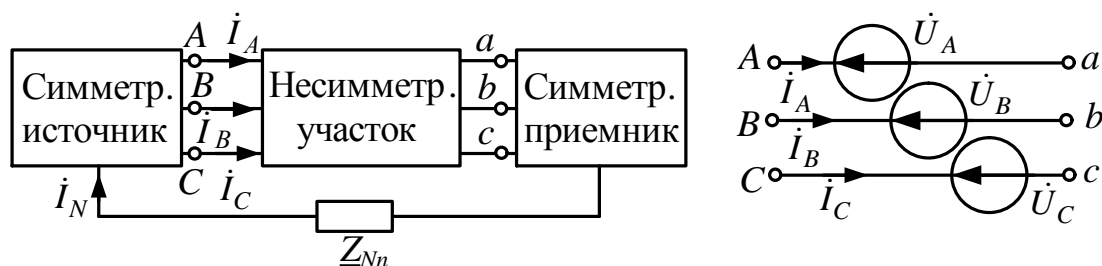 A İ_A a
Симметр. источник
B İ_B b
Несимметр. участок
C İ_C c
Симметр. приемник
İ_N
Z_Nn
A İ_A U̇_A a
B İ_B U̇_B b
C İ_C U̇_C c